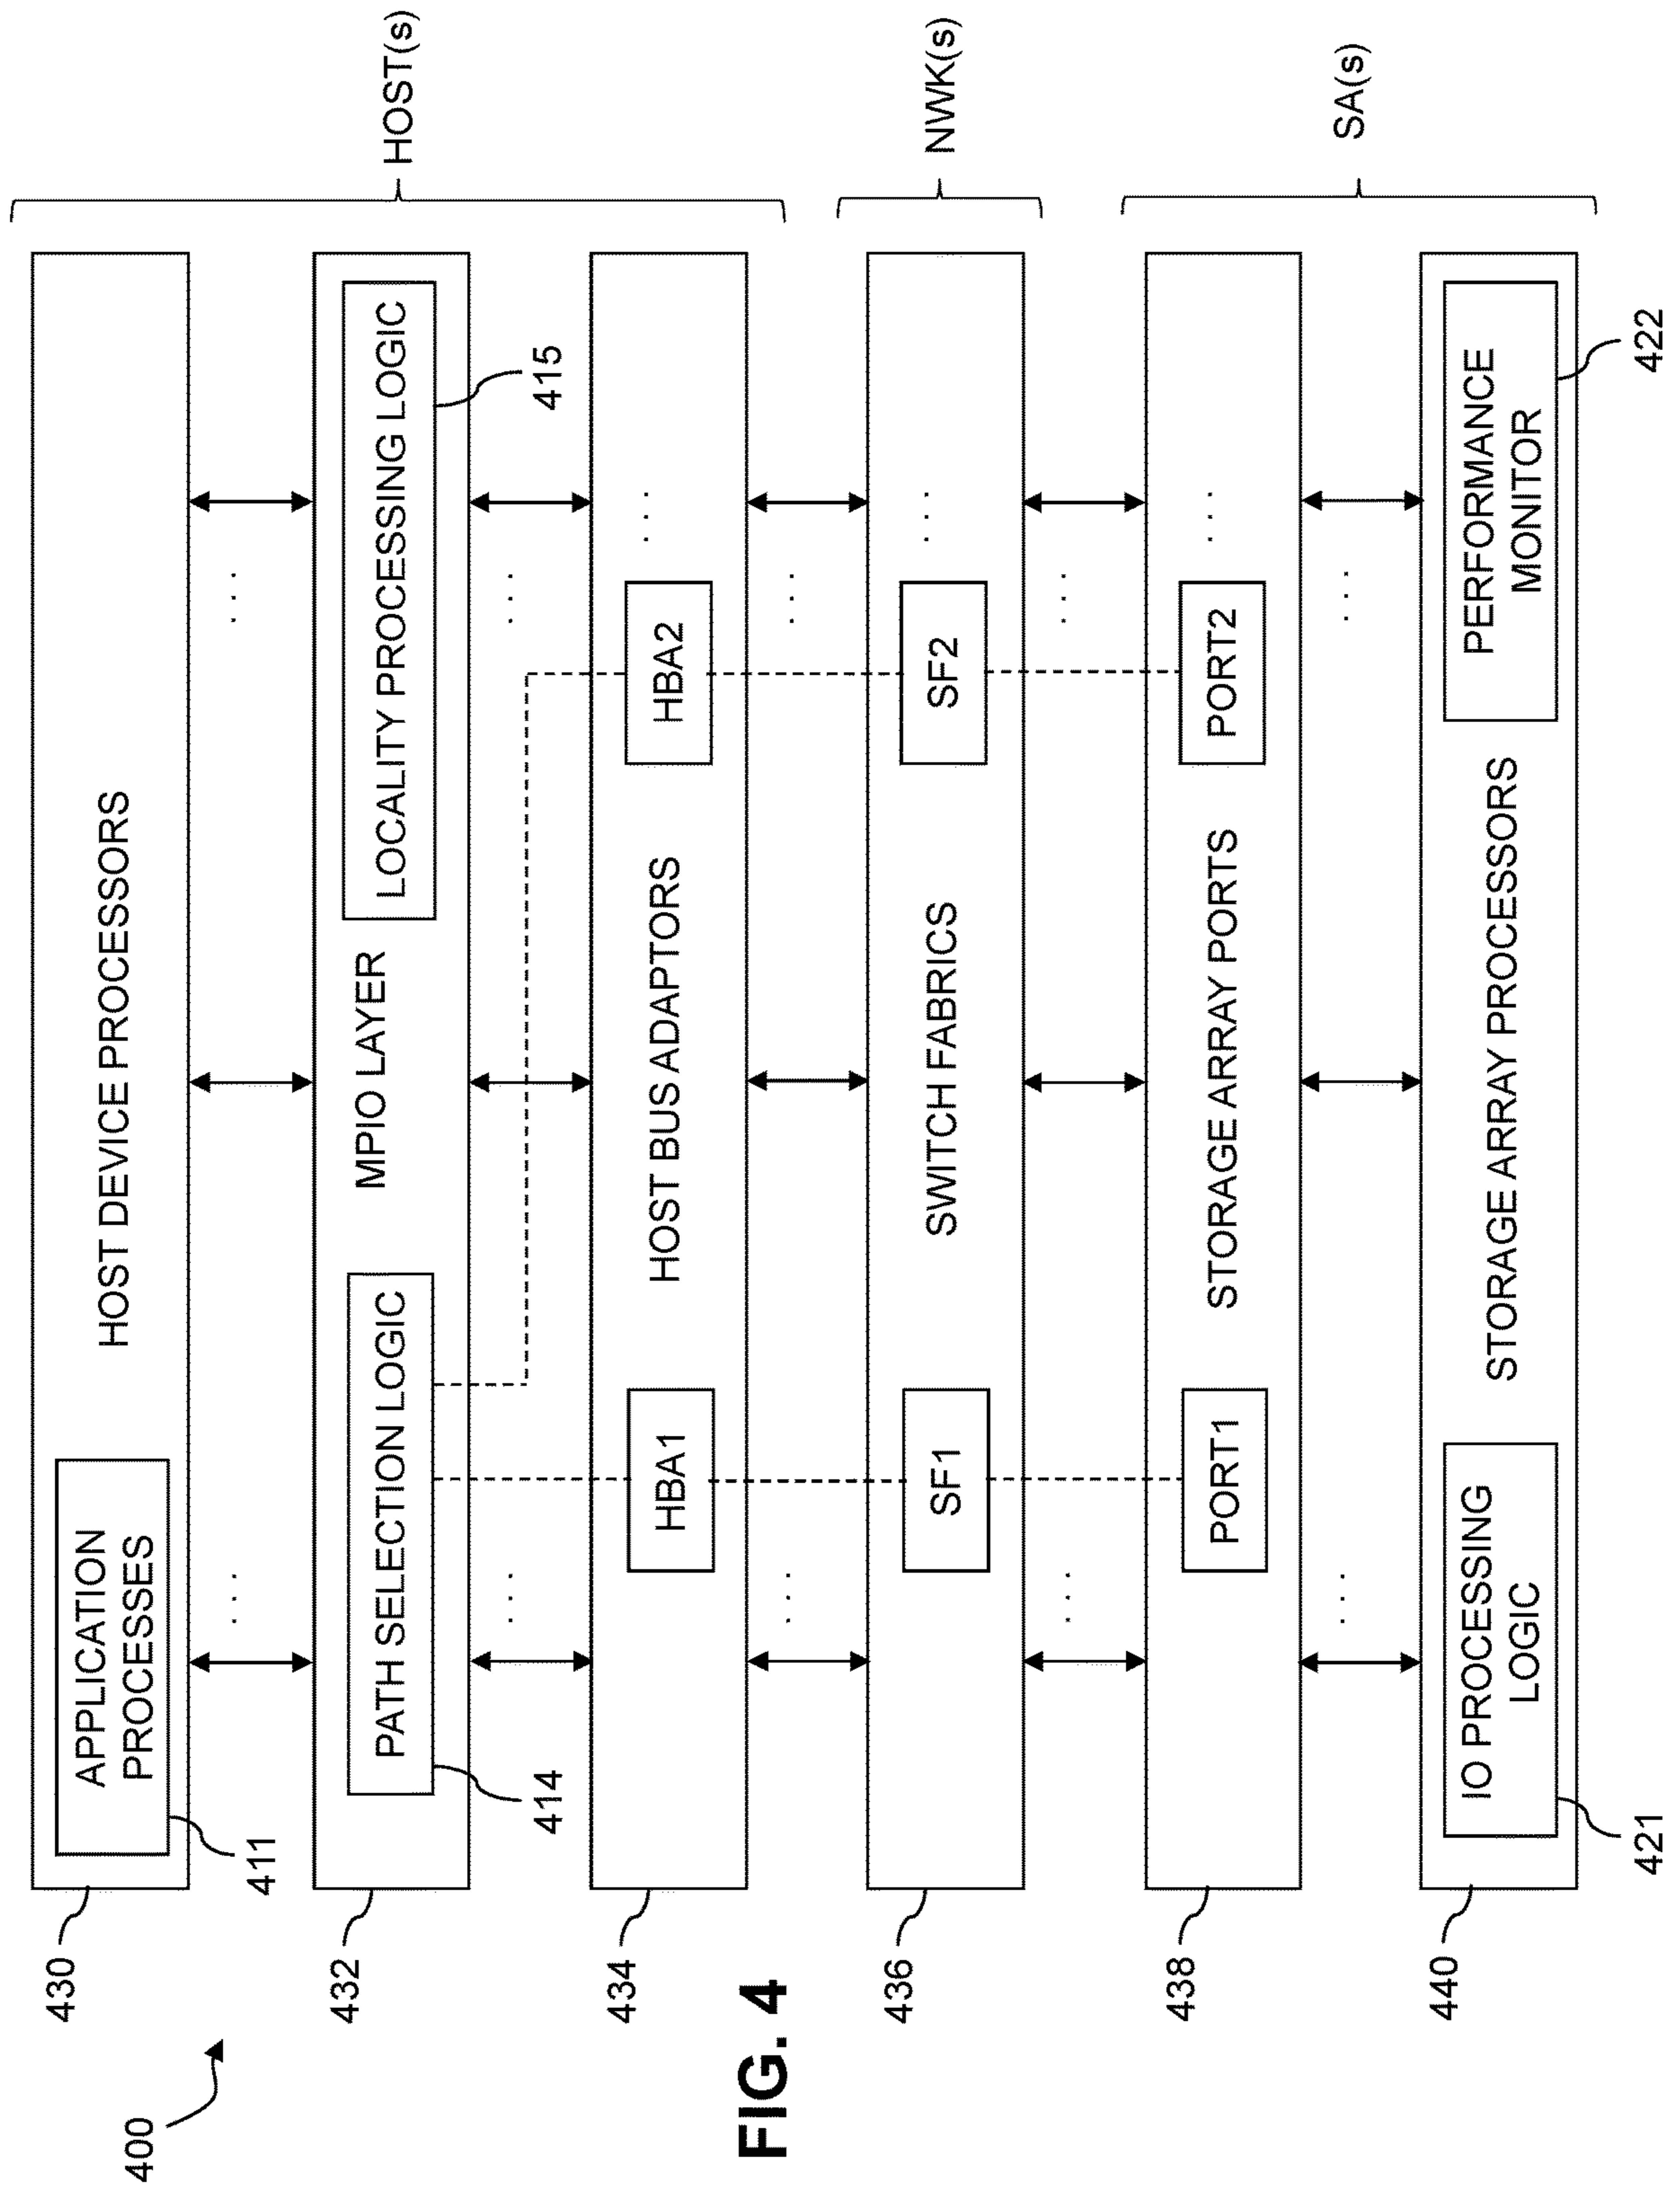 400
430
HOST DEVICE PROCESSORS
APPLICATION
PROCESSES
411
...
...
HOST(s)
432
PATH SELECTION LOGIC
414
MPIO LAYER
LOCALITY PROCESSING LOGIC
415
...
...
434
HBA1
HOST BUS ADAPTORS
HBA2
...
...
...
436
SF1
SWITCH FABRICS
SF2
...
NWK(s)
...
...
438
PORT1
STORAGE ARRAY PORTS
PORT2
...
SA(s)
...
...
440
IO PROCESSING
LOGIC
421
STORAGE ARRAY PROCESSORS
PERFORMANCE
MONITOR
422
FIG. 4